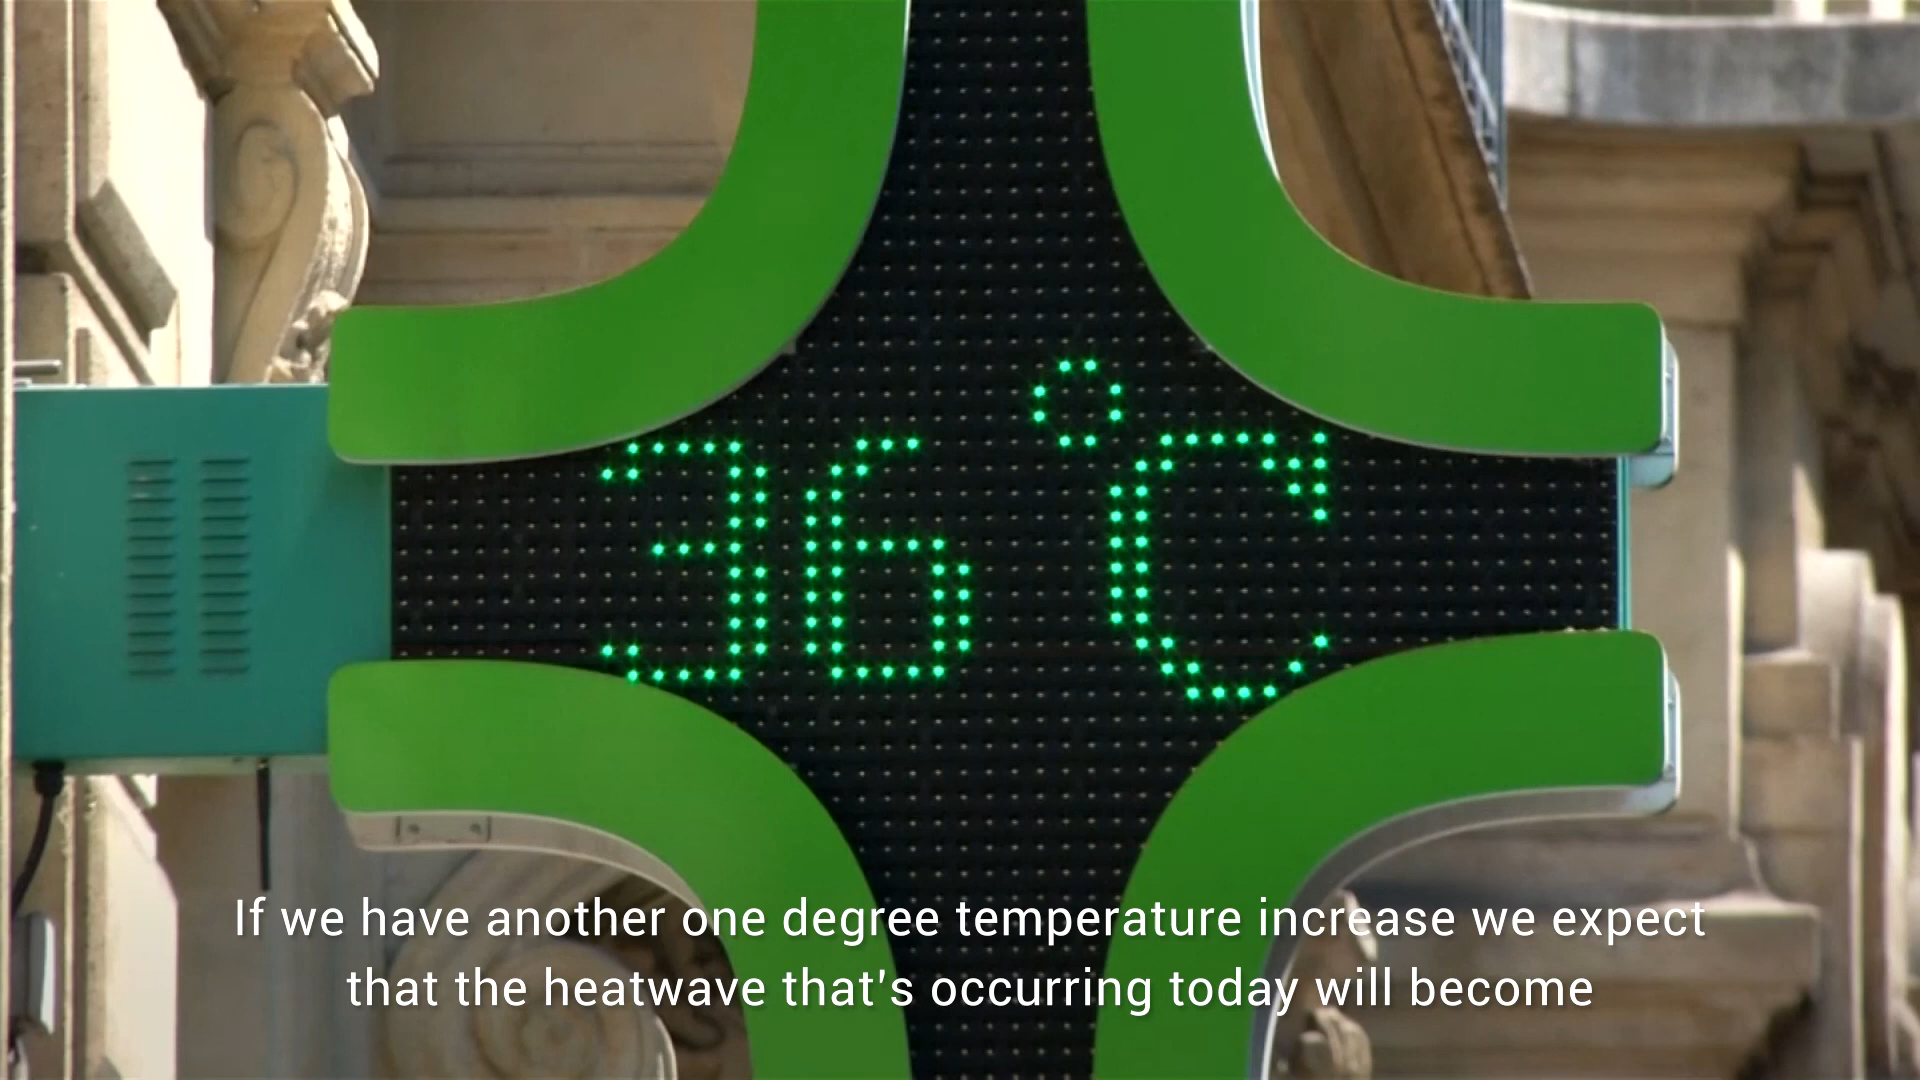 36°C
If we have another one degree temperature increase we expect
that the heatwave that's occurring today will become